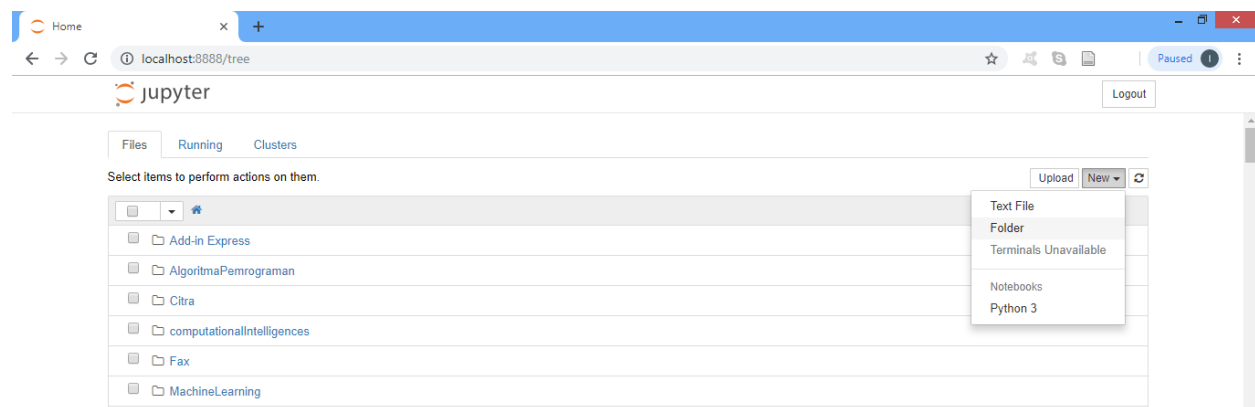 Home
localhost:8888/tree
Paused I
jupyter
Logout
Files Running Clusters
Select items to perform actions on them.
Upload New
Text File
Folder
Terminals Unavailable
Notebooks
Python 3
Add-in Express
AlgoritmaPemrograman
Citra
computationalIntelligences
Fax
MachineLearning